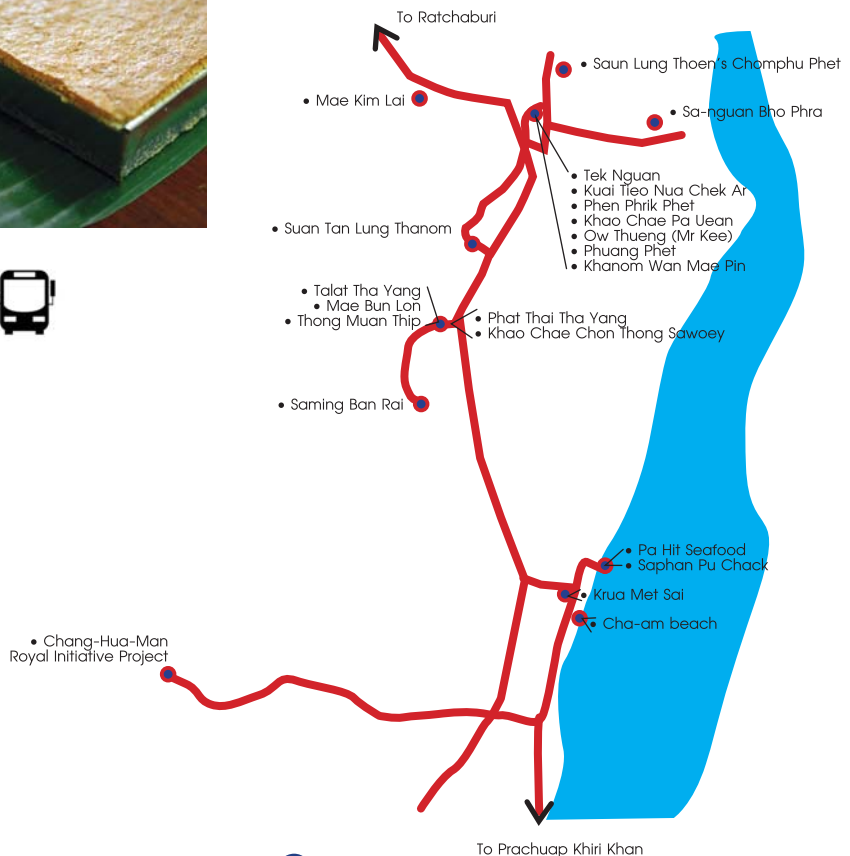 To Ratchaburi
• Saun Lung Thoen's Chomphu Phet
• Mae Kim Lai
• Sa-nguan Bho Phra
• Tek Nguan
• Kuai Tieo Nua Chek Ar
• Phen Phrik Phet
• Khao Chae Pa Uean
• Ow Thueng (Mr Kee)
• Phuang Phet
• Khanom Wan Mae Pin
• Suan Tan Lung Thanom
• Talat Tha Yang
• Mae Bun Lon
• Thong Muan Thip
• Phat Thai Tha Yang
• Khao Chae Chon Thong Sawoey
• Saming Ban Rai
• Pa Hit Seafood
• Saphan Pu Chack
• Krua Met Sai
• Cha-am beach
• Chang-Hua-Man
Royal Initiative Project
To Prachuap Khiri Khan